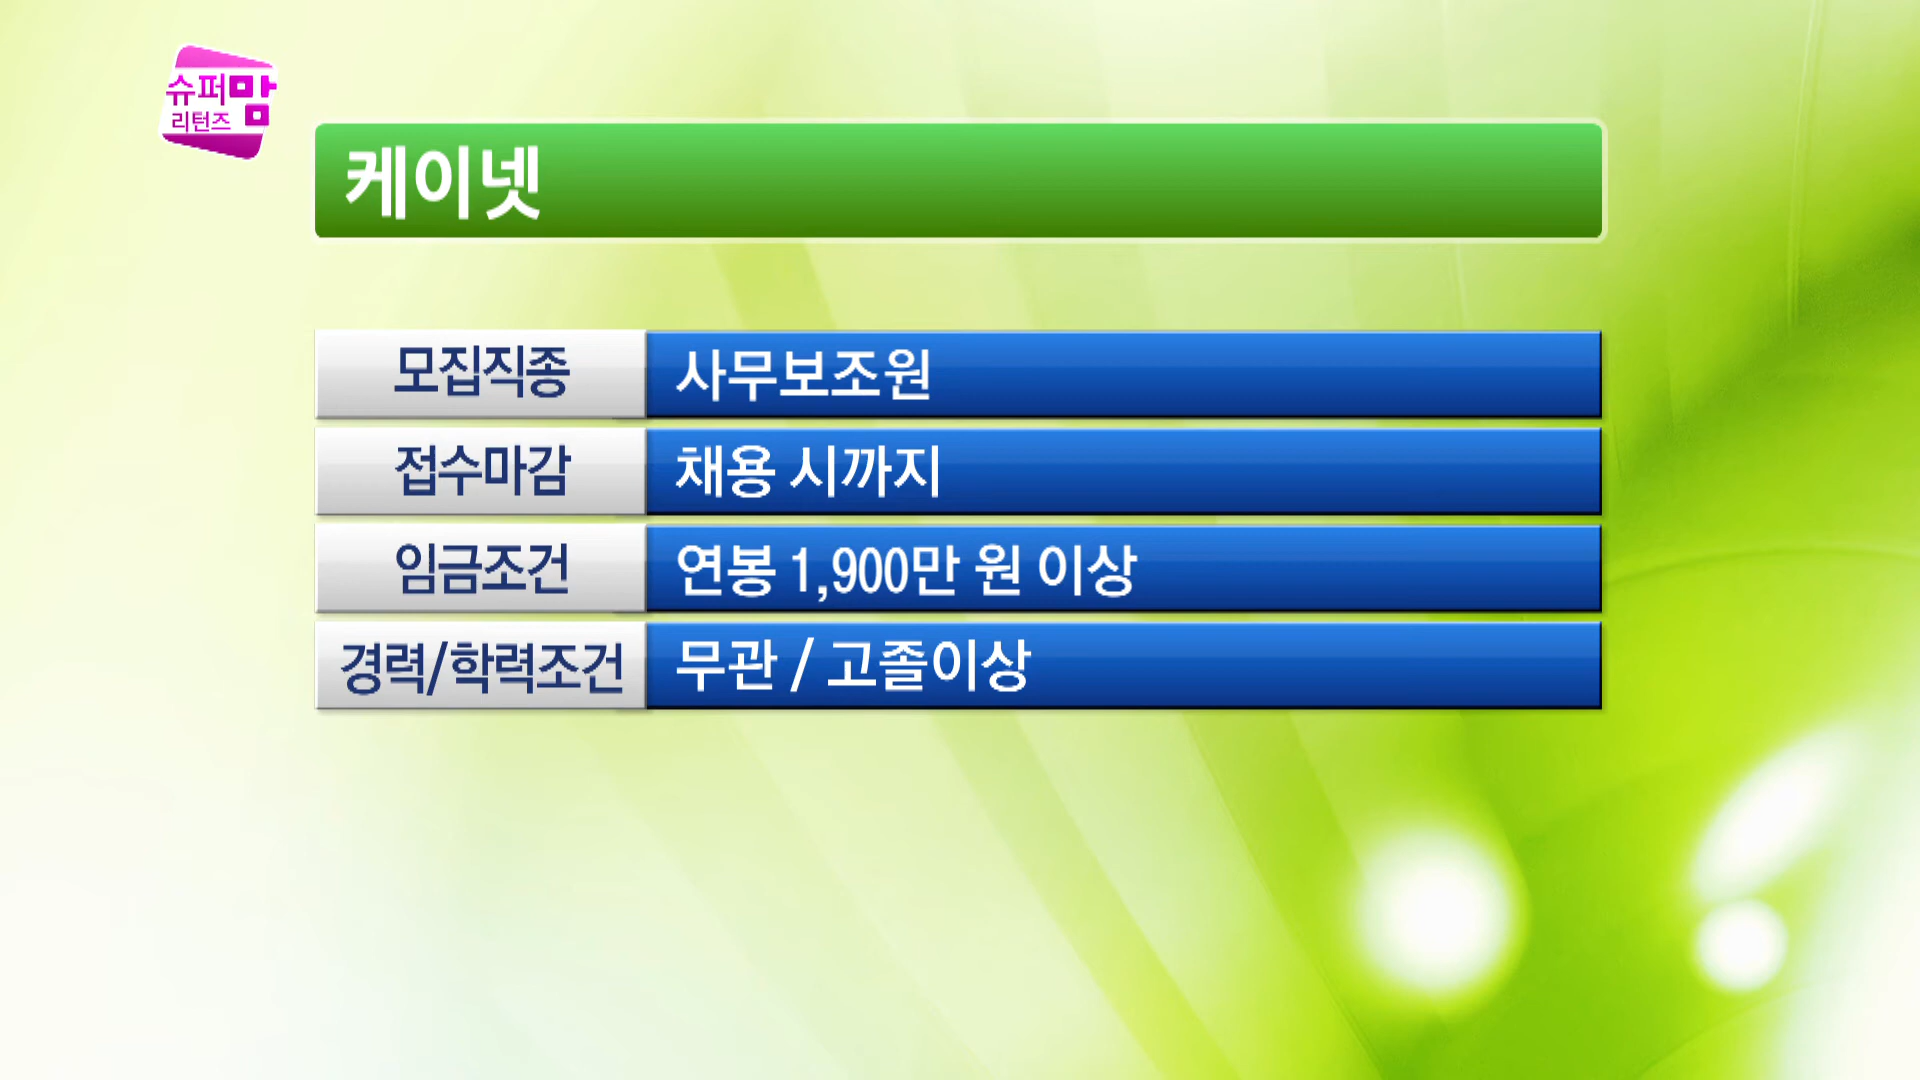 슈퍼맘
리턴즈
케이넷
모집직종 사무보조원
접수마감 채용 시까지
임금조건 연봉 1,900만 원 이상
경력/학력조건 무관 / 고졸이상